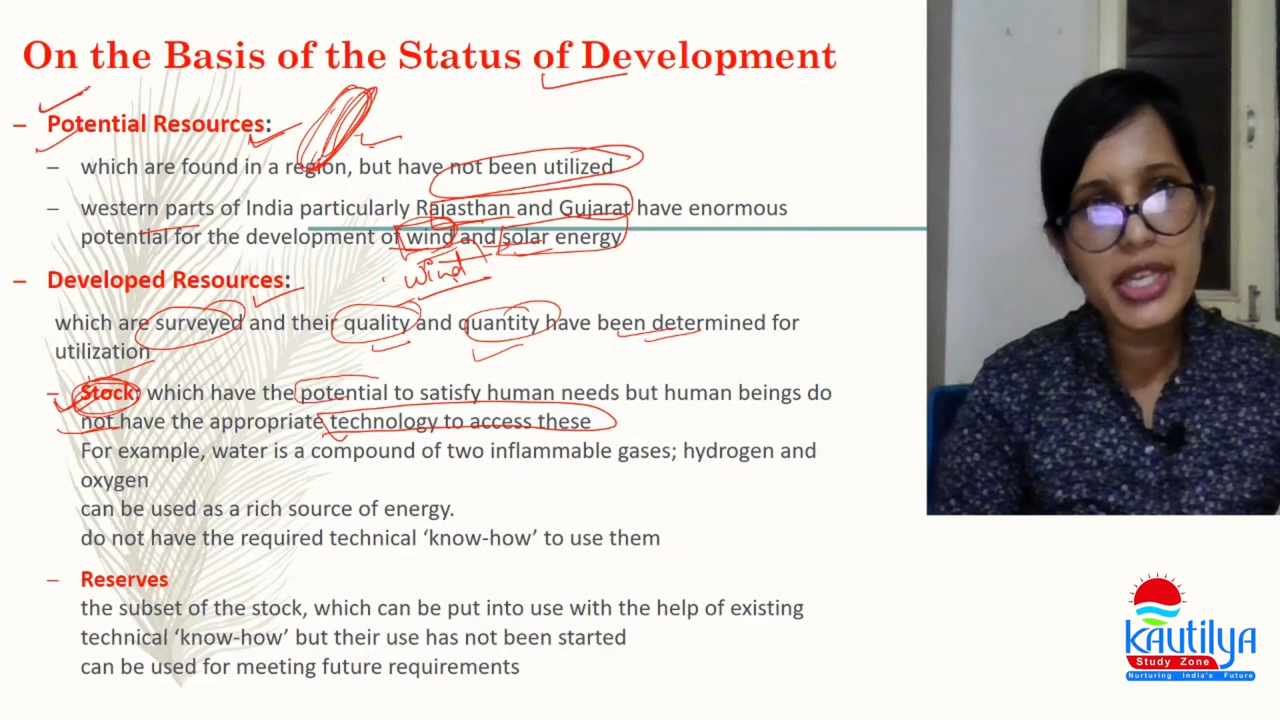 On the Basis of the Status of Development
– Potential Resources:
– which are found in a region, but have not been utilized
– western parts of India particularly Rajasthan and Gujarat have enormous
potential for the development of wind and solar energy
wind
– Developed Resources:
which are surveyed and their quality and quantity have been determined for
utilization
– Stock: which have the potential to satisfy human needs but human beings do
not have the appropriate technology to access these
For example, water is a compound of two inflammable gases; hydrogen and
oxygen
can be used as a rich source of energy.
do not have the required technical ‘know-how’ to use them
– Reserves
the subset of the stock, which can be put into use with the help of existing
technical ‘know-how’ but their use has not been started
can be used for meeting future requirements
Kautilya
Study Zone
Nurturing India's Future